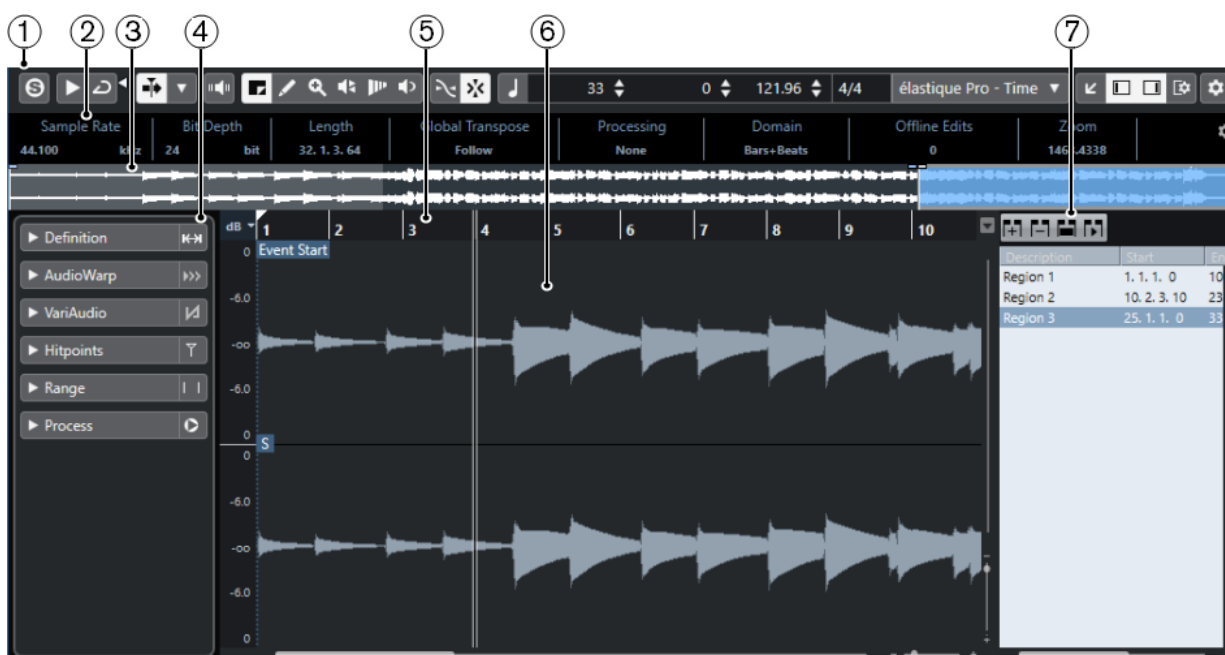 1 2 3 4 5 6 7
33 0 121.96 4/4 élastique Pro - Time
Sample Rate Bit Depth Length Global Transpose Processing Domain Offline Edits Zoom
44.100 kHz 24 bit 32. 1. 3. 64 Follow None Bars+Beats 0
Definition
AudioWarp
VariAudio
Hitpoints
Range
Process
dB 1 2 3 4 5 6 7 8 9 10
Event Start
0
-6.0
-oo
-6.0
0
S
0
-6.0
-oo
-6.0
0
Description Start En
Region 1 1. 1. 1. 0 10
Region 2 10. 2. 3. 10 23
Region 3 25. 1. 1. 0 33